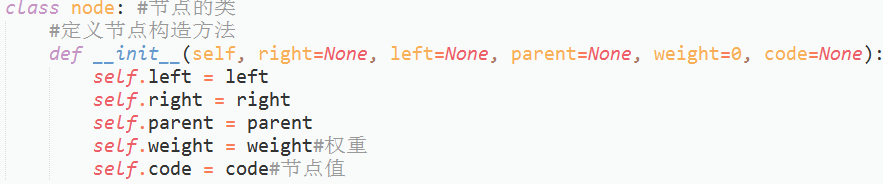 class node: #节点的类
    #定义节点构造方法
    def __init__(self, right=None, left=None, parent=None, weight=0, code=None):
        self.left = left
        self.right = right
        self.parent = parent
        self.weight = weight#权重
        self.code = code#节点值